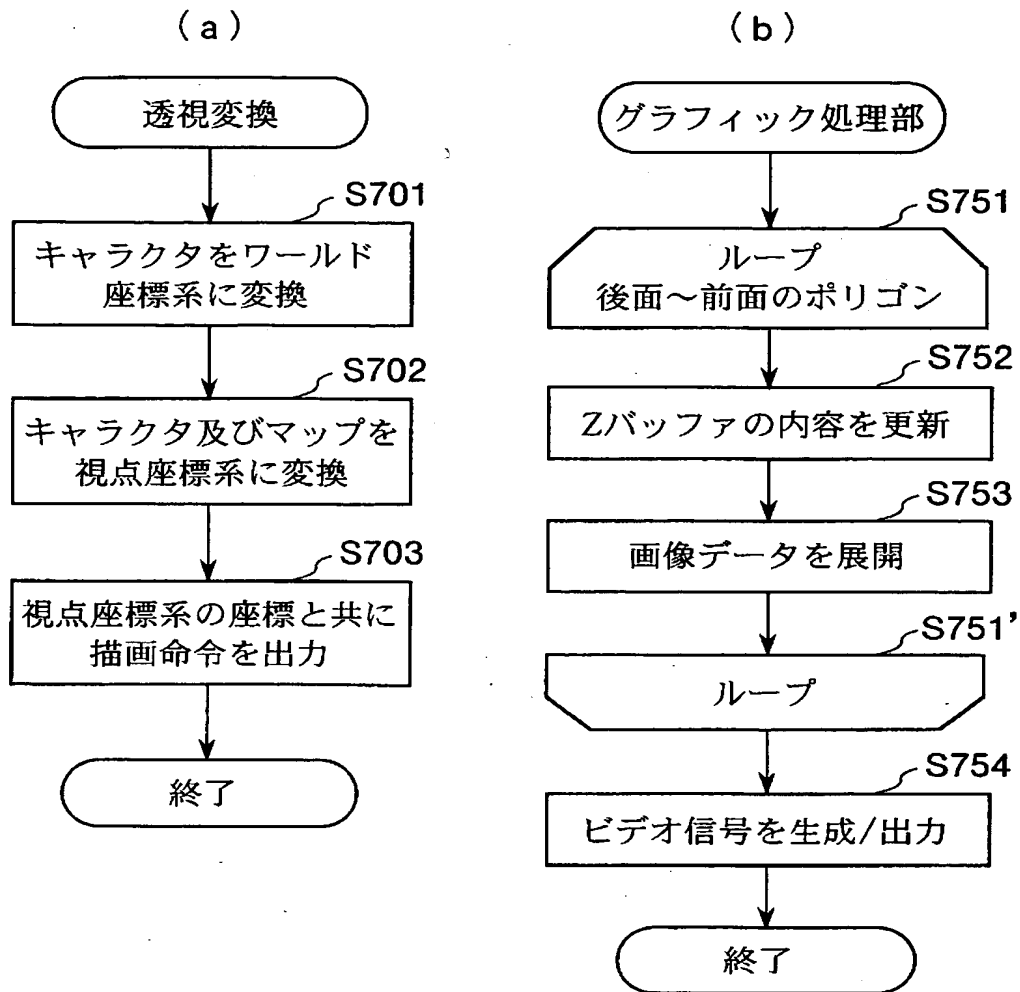 (a)
透視変換
S701
キャラクタをワールド
座標系に変換
S702
キャラクタ及びマップを
視点座標系に変換
S703
視点座標系の座標と共に
描画命令を出力
終了
(b)
グラフィック処理部
S751
ループ
後面～前面のポリゴン
S752
Zバッファの内容を更新
S753
画像データを展開
S751'
ループ
S754
ビデオ信号を生成/出力
終了